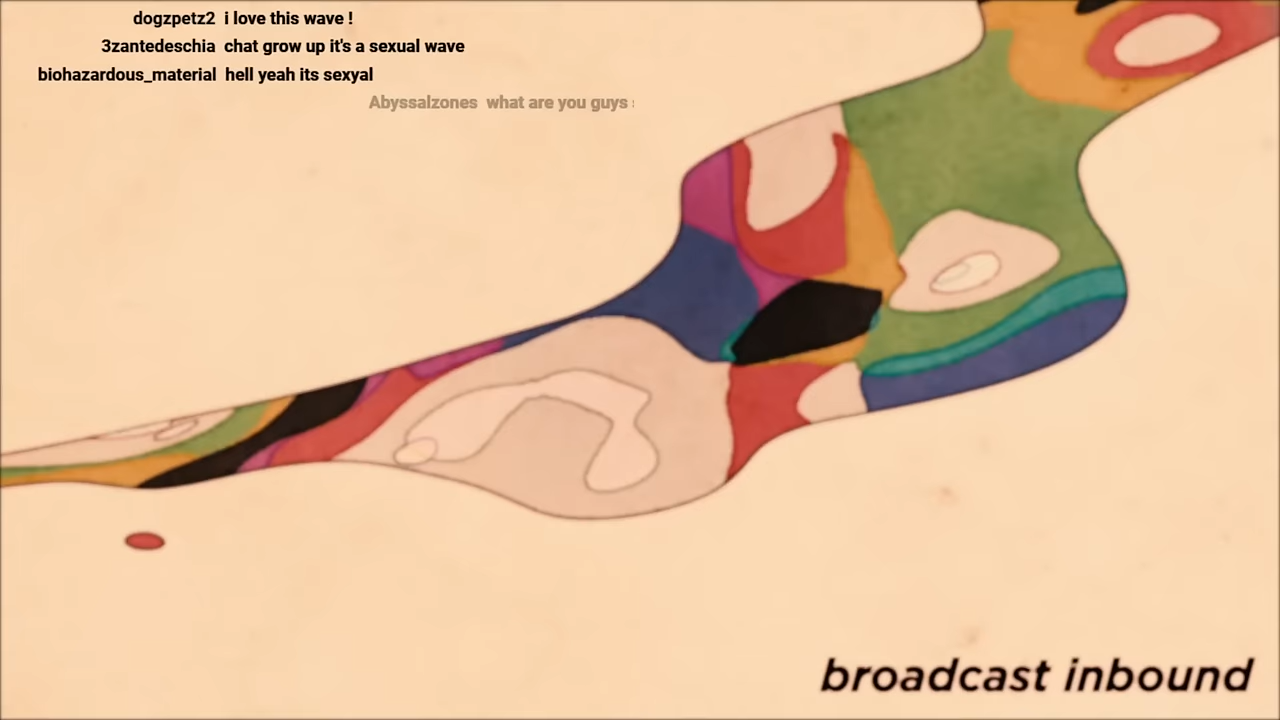 dogzpetz2 i love this wave !
3zantedeschia chat grow up it's a sexual wave
biohazardous_material hell yeah its sexyal
Abyssalzones what are you guys
broadcast inbound